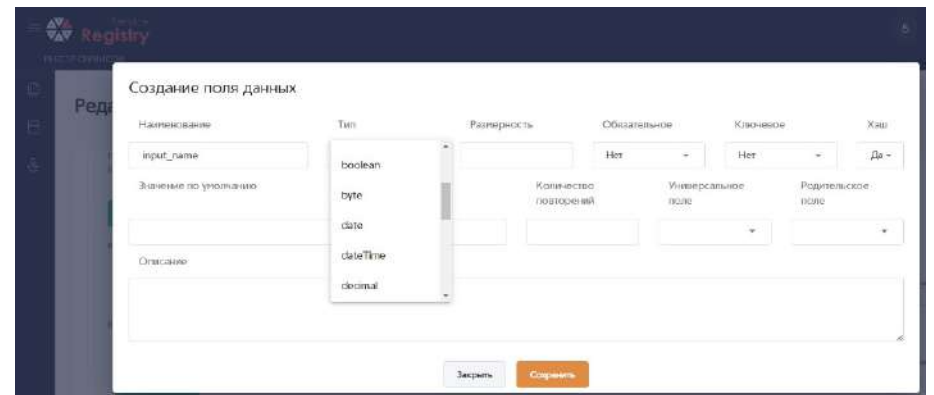 Registry
Реда
Создание поля данных
Наименование Тип Размерность Обязательное Ключевое Хэш
input_name Нет Нет Да
boolean
byte
date
dateTime
decimal
Значение по умолчанию Количество повторений Универсальное поле Родительское поле
Описание
Закрыть Сохранить